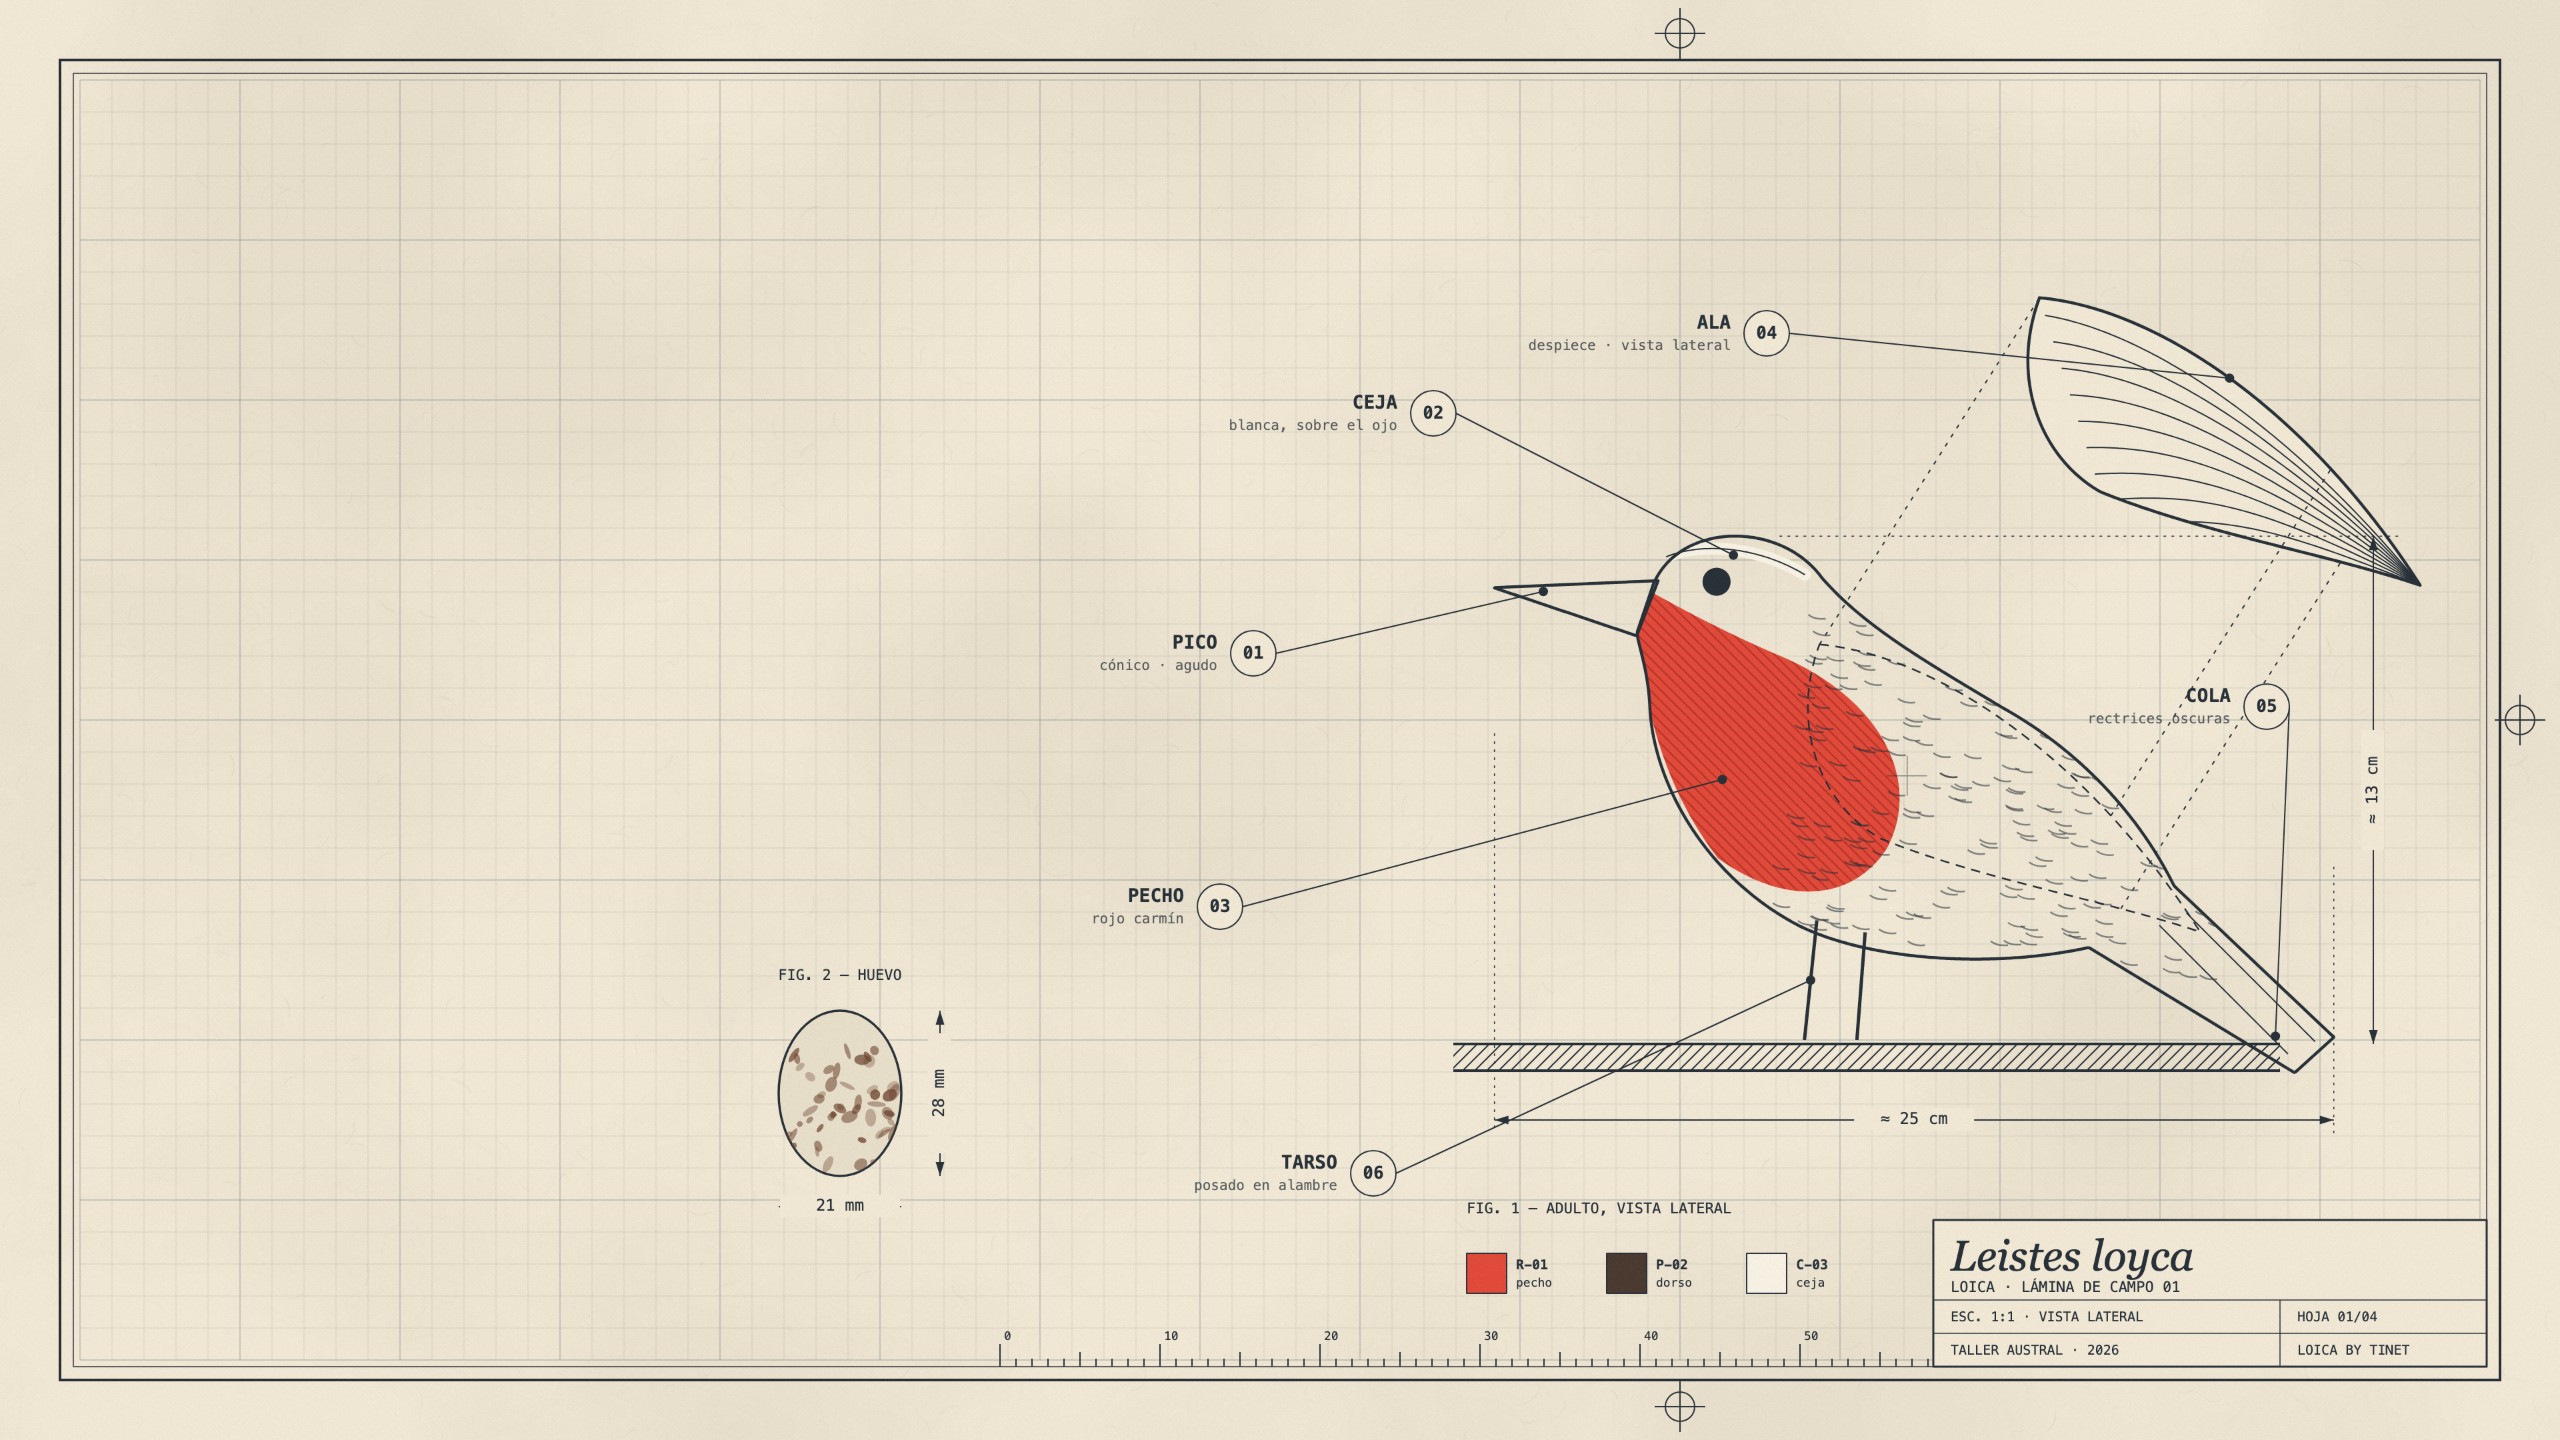 ALA
04
despiece · vista lateral
CEJA
02
blanca, sobre el ojo
PICO
01
cónico · agudo
COLA
05
rectrices oscuras
≈ 13 cm
PECHO
03
rojo carmín
FIG. 2 — HUEVO
28 mm
21 mm
≈ 25 cm
TARSO
06
posado en alambre
FIG. 1 — ADULTO, VISTA LATERAL
R-01
pecho
P-02
dorso
C-03
ceja
0 10 20 30 40 50
Leistes loyca
LOICA · LÁMINA DE CAMPO 01
ESC. 1:1 · VISTA LATERAL
HOJA 01/04
TALLER AUSTRAL · 2026
LOICA BY TINET